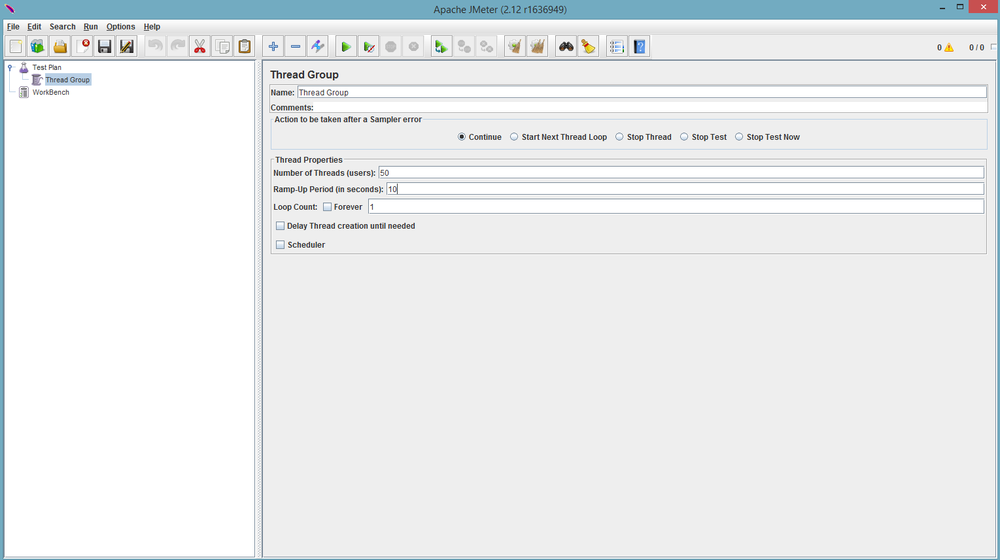 Apache JMeter (2.12 r1636949)
File Edit Search Run Options Help
0 0 / 0
Test Plan
Thread Group
WorkBench
Thread Group
Name: Thread Group
Comments:
Action to be taken after a Sampler error
Continue Start Next Thread Loop Stop Thread Stop Test Stop Test Now
Thread Properties
Number of Threads (users): 50
Ramp-Up Period (in seconds): 10
Loop Count: Forever 1
Delay Thread creation until needed
Scheduler